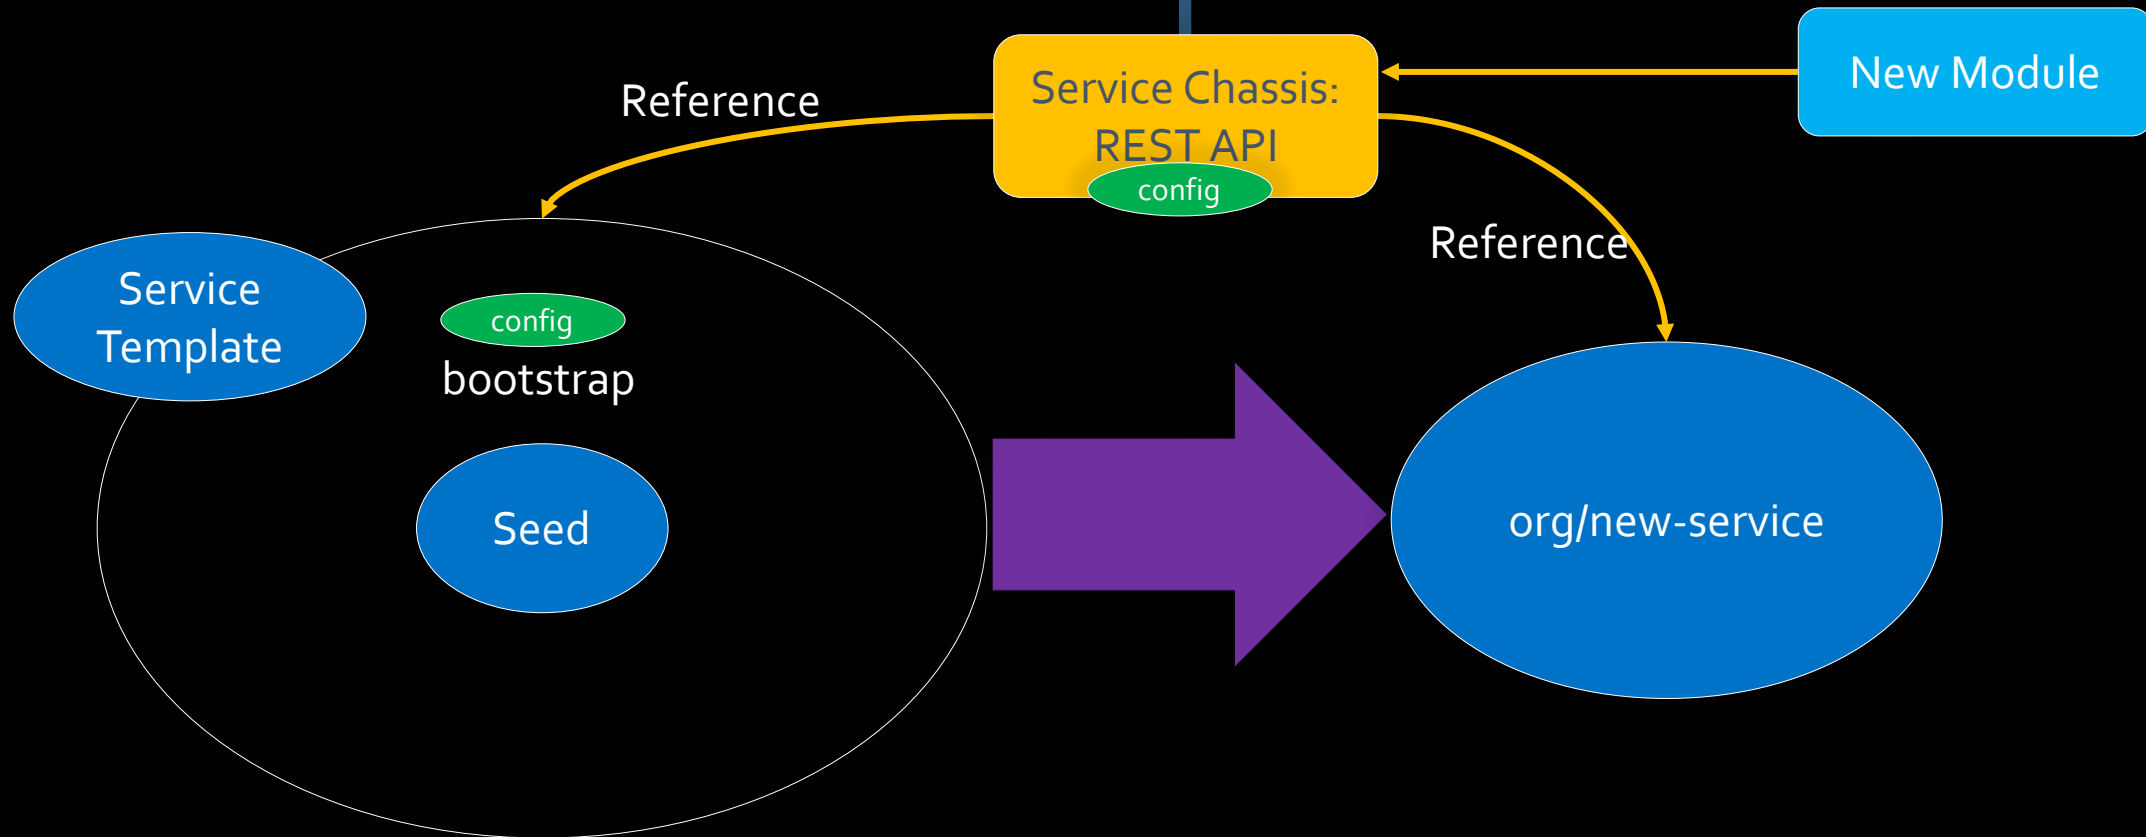 New Module
Service Chassis:
REST API
config
Reference
Reference
Service
Template
config
bootstrap
Seed
org/new-service